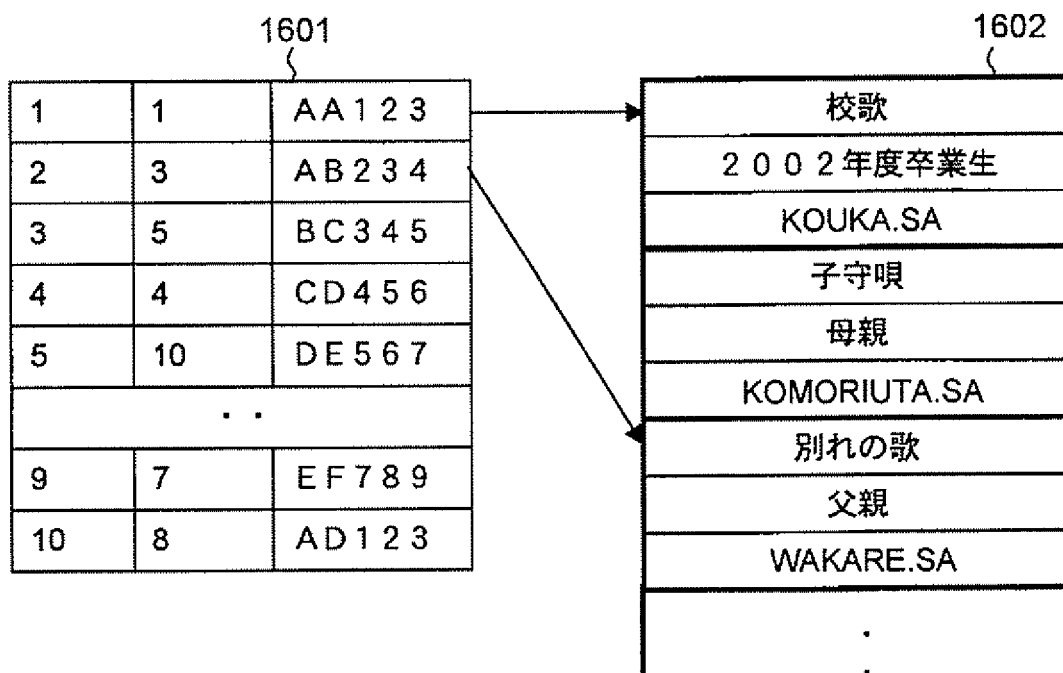 1601
1 1 AA123
2 3 AB234
3 5 BC345
4 4 CD456
5 10 DE567
・・
9 7 EF789
10 8 AD123
1602
校歌
2002年度卒業生
KOUKA.SA
子守唄
母親
KOMORIUTA.SA
別れの歌
父親
WAKARE.SA
・
・